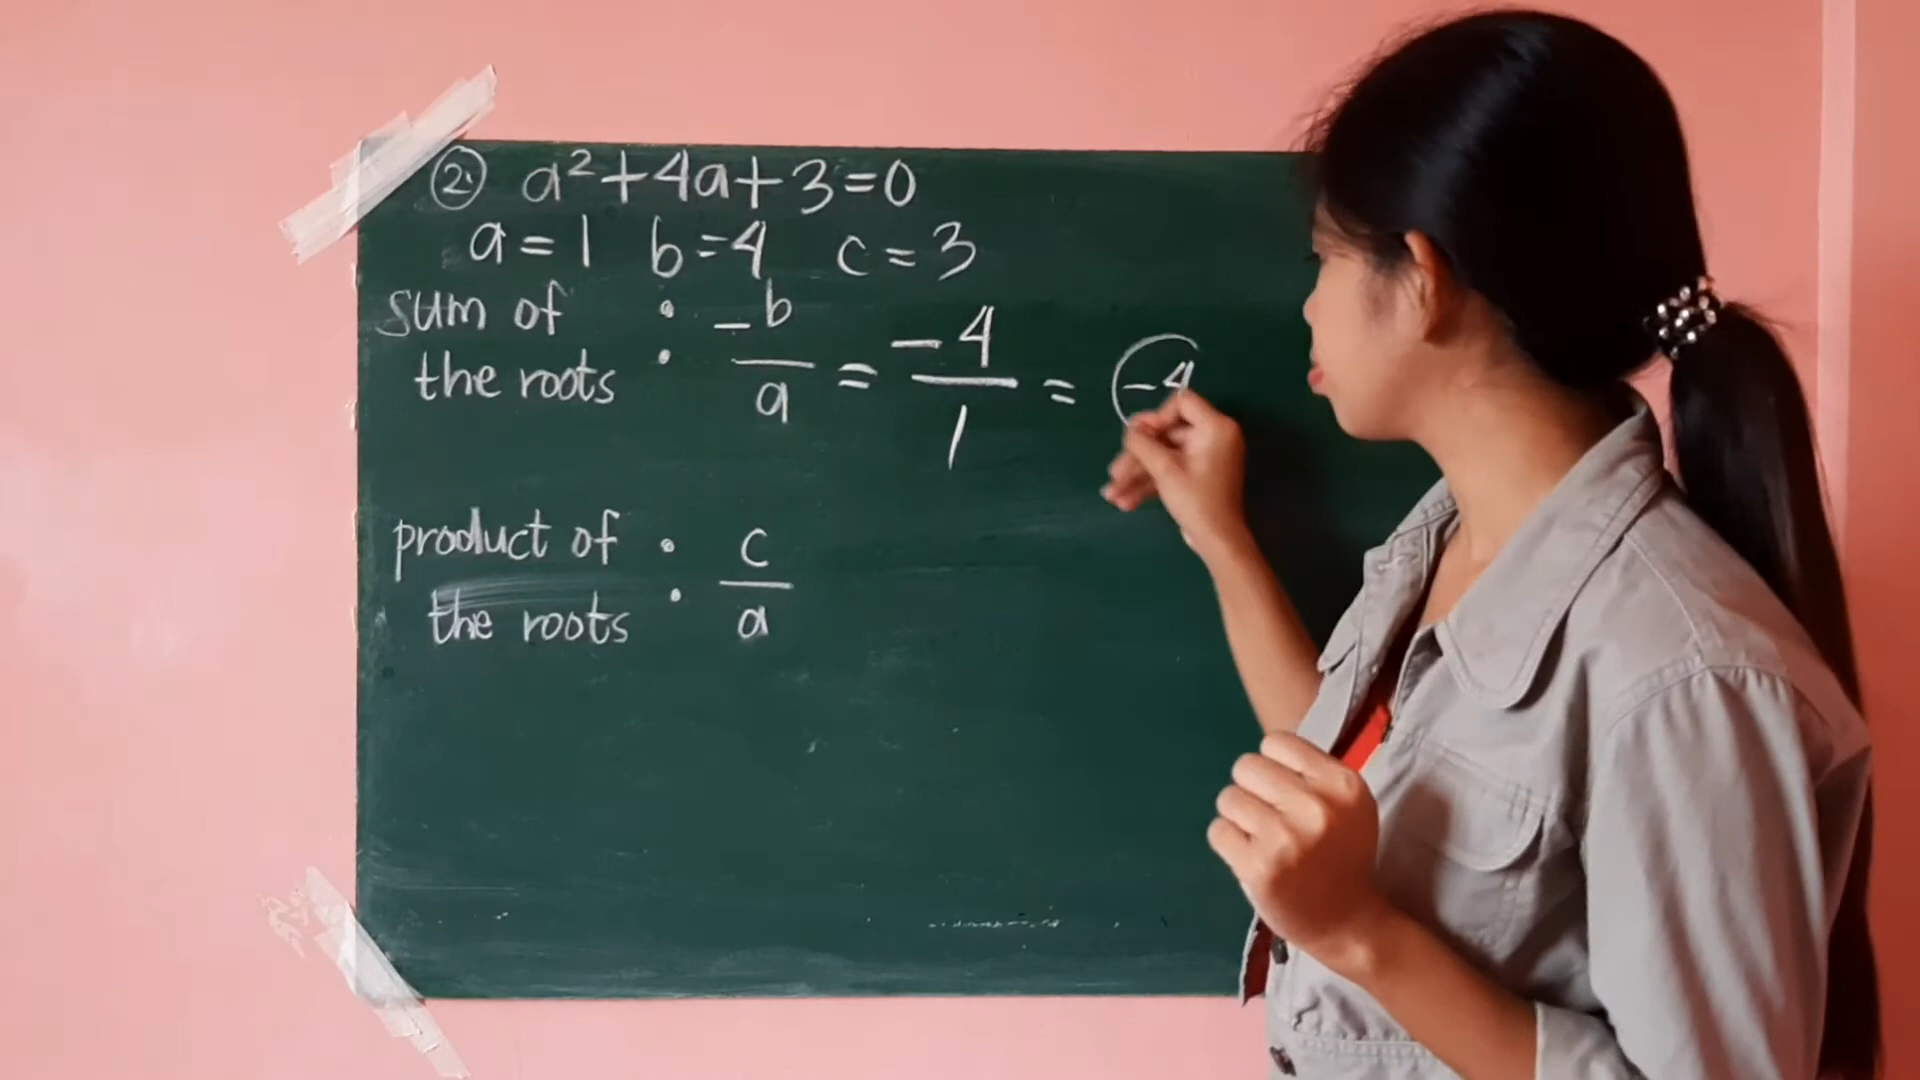 ② a²+4a+3=0
a=1 b=4 c=3
sum of the roots : -b/a = -4/1 = -4
product of the roots : c/a